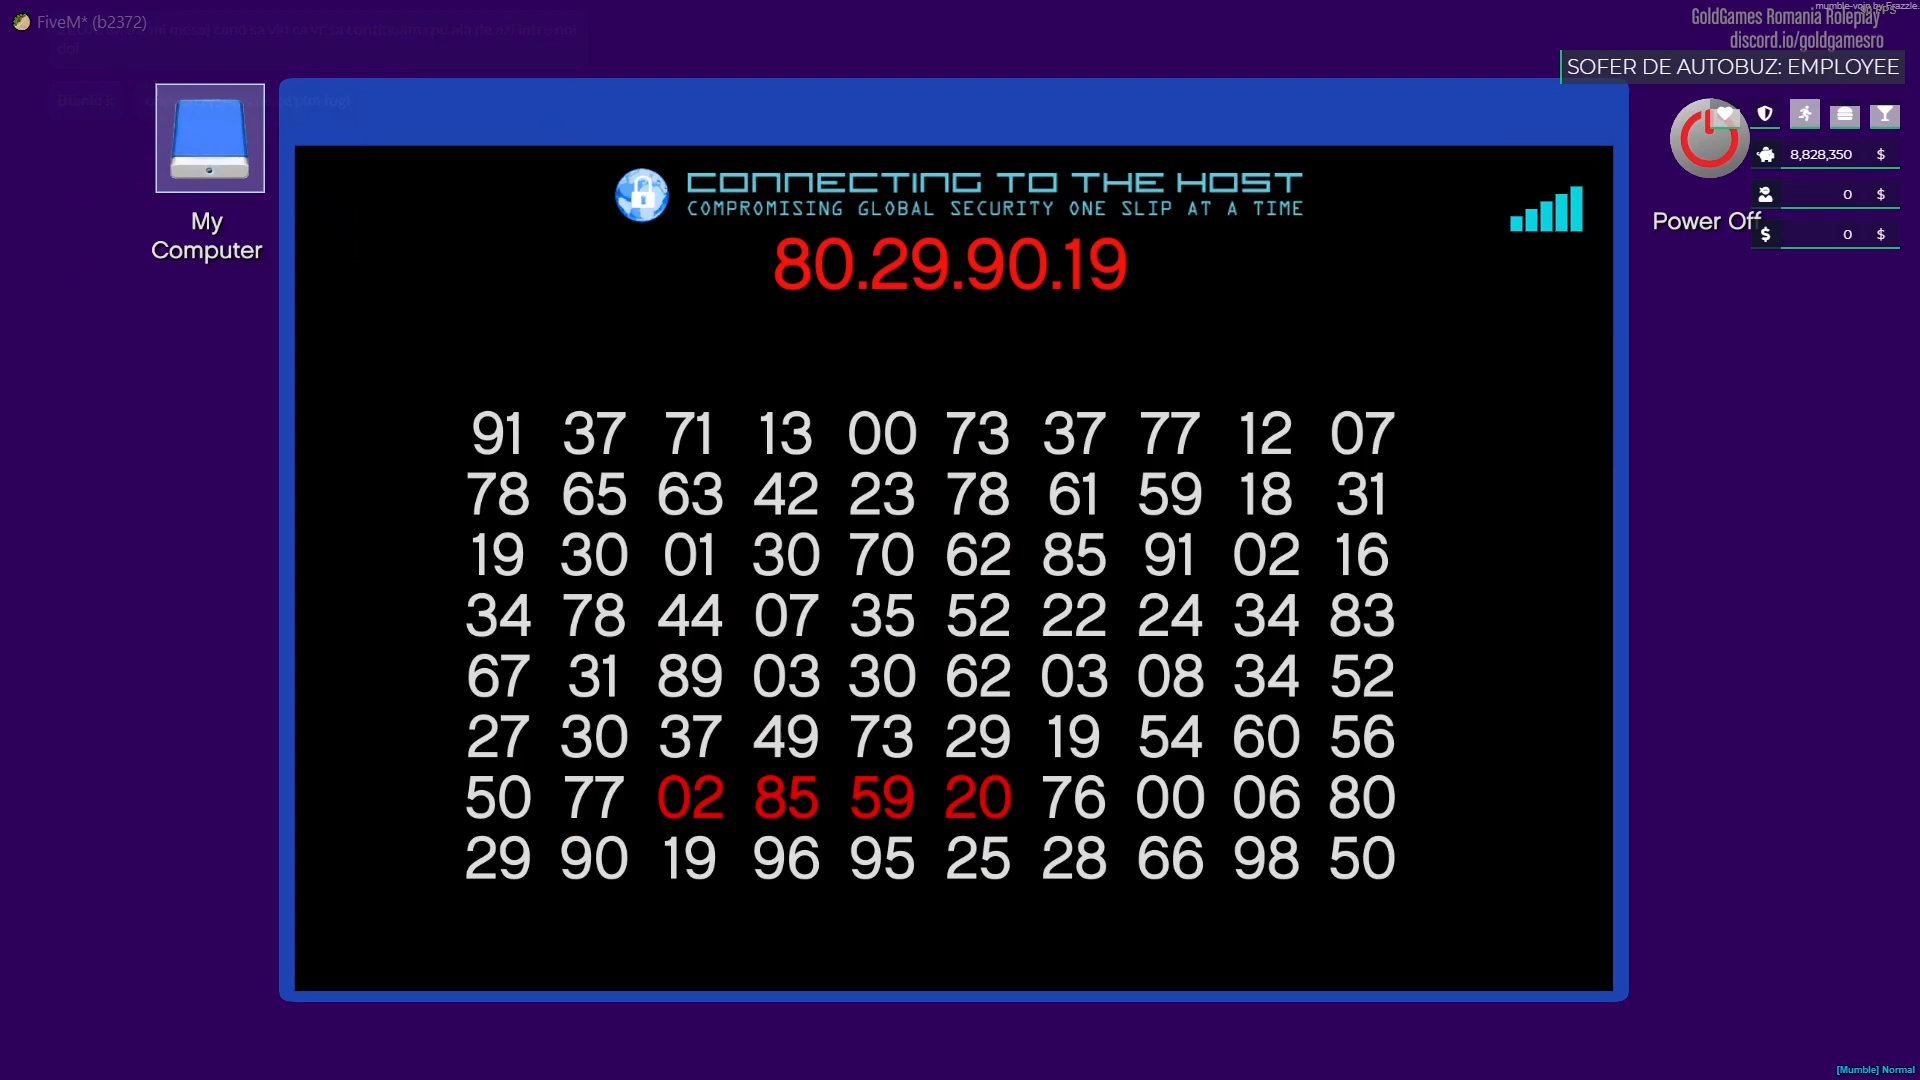 FiveM* (b2372)
mumble-voip by Frazzle.
GoldGames Romania Roleplay
discord.io/goldgamesro
SOFER DE AUTOBUZ: EMPLOYEE
8,828,350 $
0 $
0 $
My
Computer
Power Off
CONNECTING TO THE HOST
COMPROMISING GLOBAL SECURITY ONE SLIP AT A TIME
80.29.90.19
91 37 71 13 00 73 37 77 12 07
78 65 63 42 23 78 61 59 18 31
19 30 01 30 70 62 85 91 02 16
34 78 44 07 35 52 22 24 34 83
67 31 89 03 30 62 03 08 34 52
27 30 37 49 73 29 19 54 60 56
50 77 02 85 59 20 76 00 06 80
29 90 19 96 95 25 28 66 98 50
[Mumble] Normal